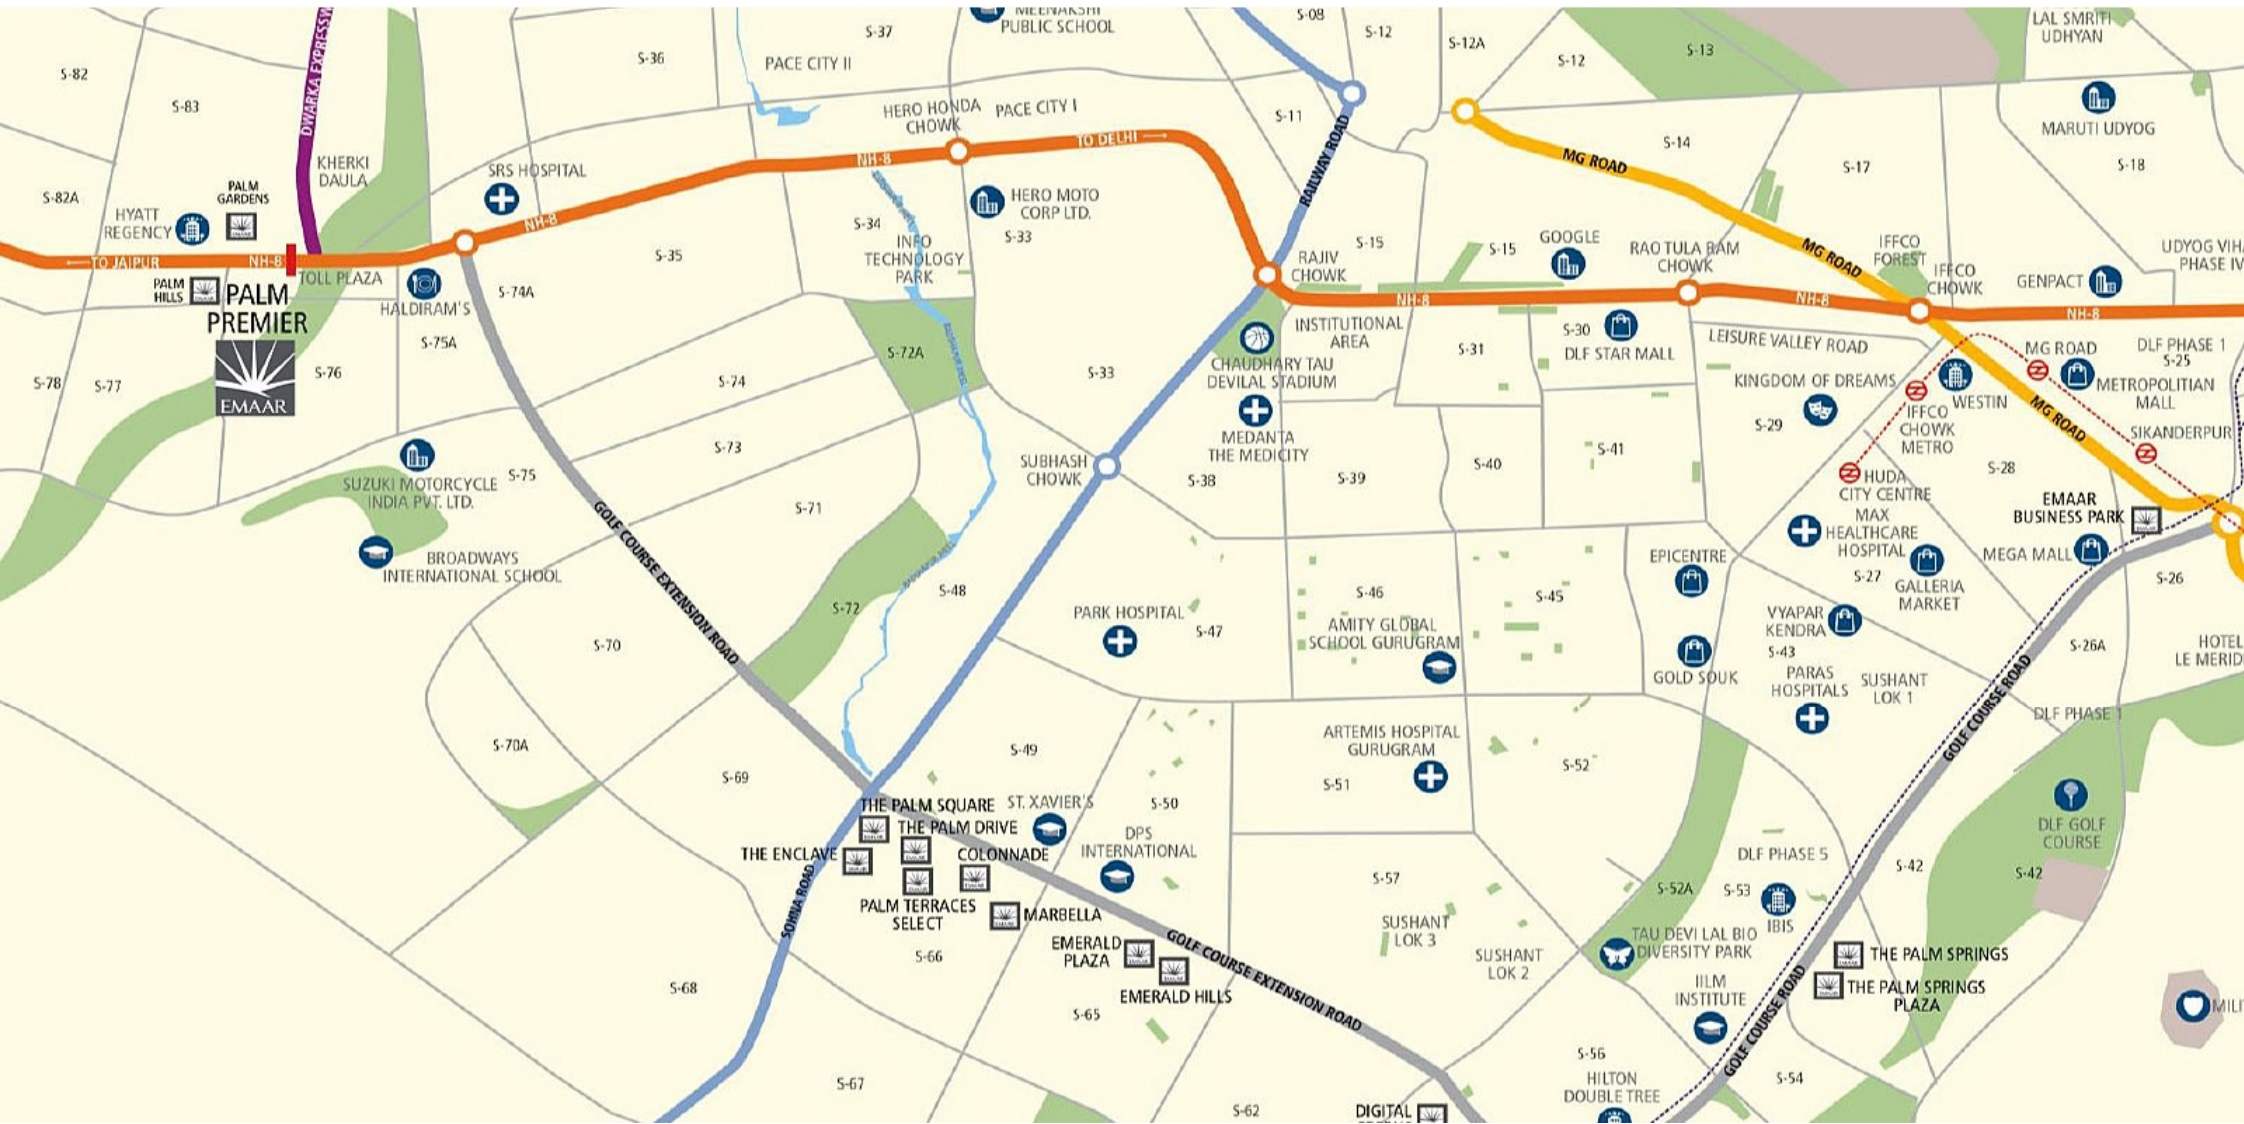 S-82
S-83
DWARKA EXPRESSW
S-36
S-37
PACE CITY II
MEENAKSHI
PUBLIC SCHOOL
S-08
S-12
S-12A
S-12
S-13
LAL SMRITI
UDHYAN
HERO HONDA
CHOWK
PACE CITY I
S-11
RAILWAY ROAD
MARUTI UDYOG
S-14
S-17
S-18
MG ROAD
TO DELHI →
NH-8
KHERKI
DAULA
SRS HOSPITAL
PALM
GARDENS
EMAAR
S-82A
HYATT
REGENCY
NH-8
HERO MOTO
CORP LTD.
S-33
S-34
INFO
TECHNOLOGY
PARK
S-35
RAJIV
CHOWK
S-15
S-15
GOOGLE
RAO TULA RAM
CHOWK
MG ROAD
IFFCO
FOREST
IFFCO
CHOWK
UDYOG VIHA
PHASE IV
GENPACT
← TO JAIPUR
NH-8
TOLL PLAZA
PALM
HILLS
PALM
PREMIER
EMAAR
HALDIRAM'S
S-74A
S-75A
NH-8
NH-8
NH-8
INSTITUTIONAL
AREA
S-31
S-30
DLF STAR MALL
LEISURE VALLEY ROAD
MG ROAD
DLF PHASE 1
S-25
METROPOLITIAN
MALL
S-78
S-77
S-76
S-74
S-72A
S-33
CHAUDHARY TAU
DEVILAL STADIUM
KINGDOM OF DREAMS
WESTIN
IFFCO
CHOWK
METRO
MG ROAD
SIKANDERPUR
S-29
MEDANTA
THE MEDICITY
S-73
SUBHASH
CHOWK
S-38
S-39
S-40
S-41
S-28
HUDA
CITY CENTRE
SUZUKI MOTORCYCLE
INDIA PVT. LTD.
S-75
S-71
GOLF COURSE EXTENSION ROAD
MAX
HEALTHCARE
HOSPITAL
EMAAR
BUSINESS PARK
MEGA MALL
BROADWAYS
INTERNATIONAL SCHOOL
EPICENTRE
S-27
GALLERIA
MARKET
S-26
S-72
S-48
PARK HOSPITAL
S-47
S-46
S-45
AMITY GLOBAL
SCHOOL GURUGRAM
VYAPAR
KENDRA
S-43
S-26A
HOTEL
LE MERIDI
S-70
GOLD SOUK
PARAS
HOSPITALS
SUSHANT
LOK 1
GOLF COURSE ROAD
DLF PHASE 1
S-70A
S-69
S-49
ARTEMIS HOSPITAL
GURUGRAM
S-51
S-52
THE PALM SQUARE
ST. XAVIER'S
S-50
THE PALM DRIVE
DPS
INTERNATIONAL
THE ENCLAVE
COLONNADE
DLF GOLF
COURSE
DLF PHASE 5
S-42
S-42
S-57
S-52A
S-53
IBIS
SOHNA ROAD
PALM TERRACES
SELECT
MARBELLA
SUSHANT
LOK 3
SUSHANT
LOK 2
TAU DEVI LAL BIO
DIVERSITY PARK
EMERALD
PLAZA
GOLF COURSE EXTENSION ROAD
THE PALM SPRINGS
S-66
S-68
EMERALD HILLS
IILM
INSTITUTE
THE PALM SPRINGS
PLAZA
MILI
S-65
GOLF COURSE ROAD
S-56
S-67
HILTON
DOUBLE TREE
S-54
S-62
DIGITAL